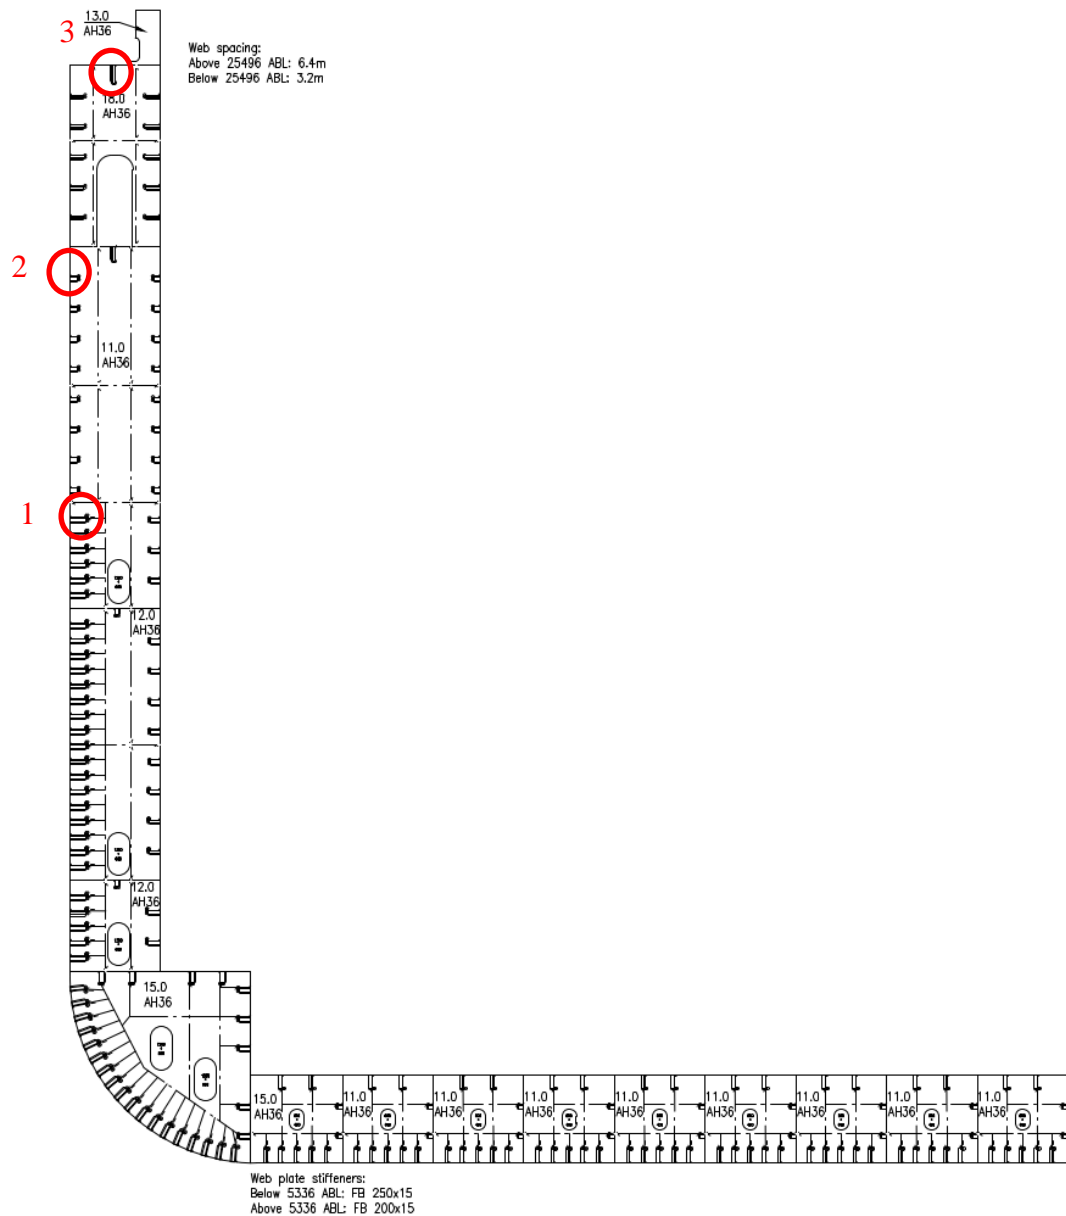 13.0
AH36
3
Web spacing:
Above 25496 ABL: 6.4m
Below 25496 ABL: 3.2m
18.0
AH36
2
11.0
AH36
1
12.0
AH36
12.0
AH36
15.0
AH36
15.0
AH36
11.0
AH36
11.0
AH36
11.0
AH36
11.0
AH36
11.0
AH36
11.0
AH36
11.0
AH36
11.0
AH36
Web plate stiffeners:
Below 5336 ABL: FB 250x15
Above 5336 ABL: FB 200x15